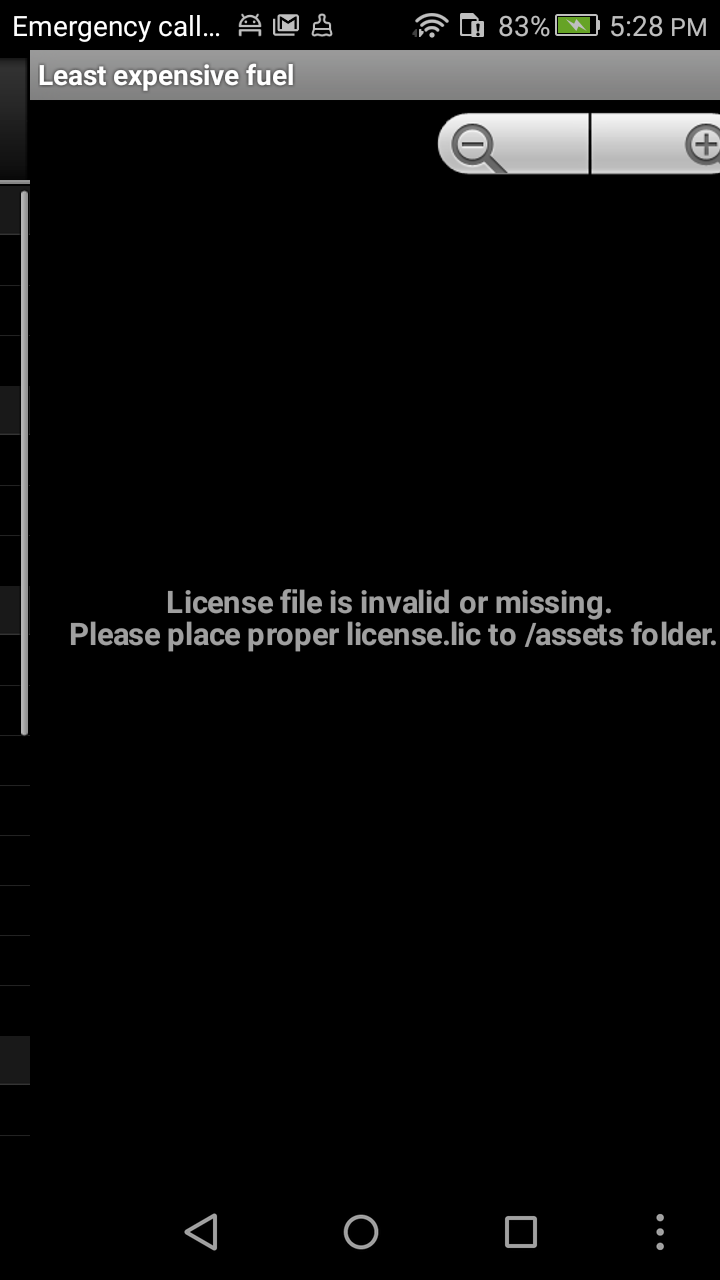 Emergency call… 83% 5:28 PM
Least expensive fuel
License file is invalid or missing.
Please place proper license.lic to /assets folder.